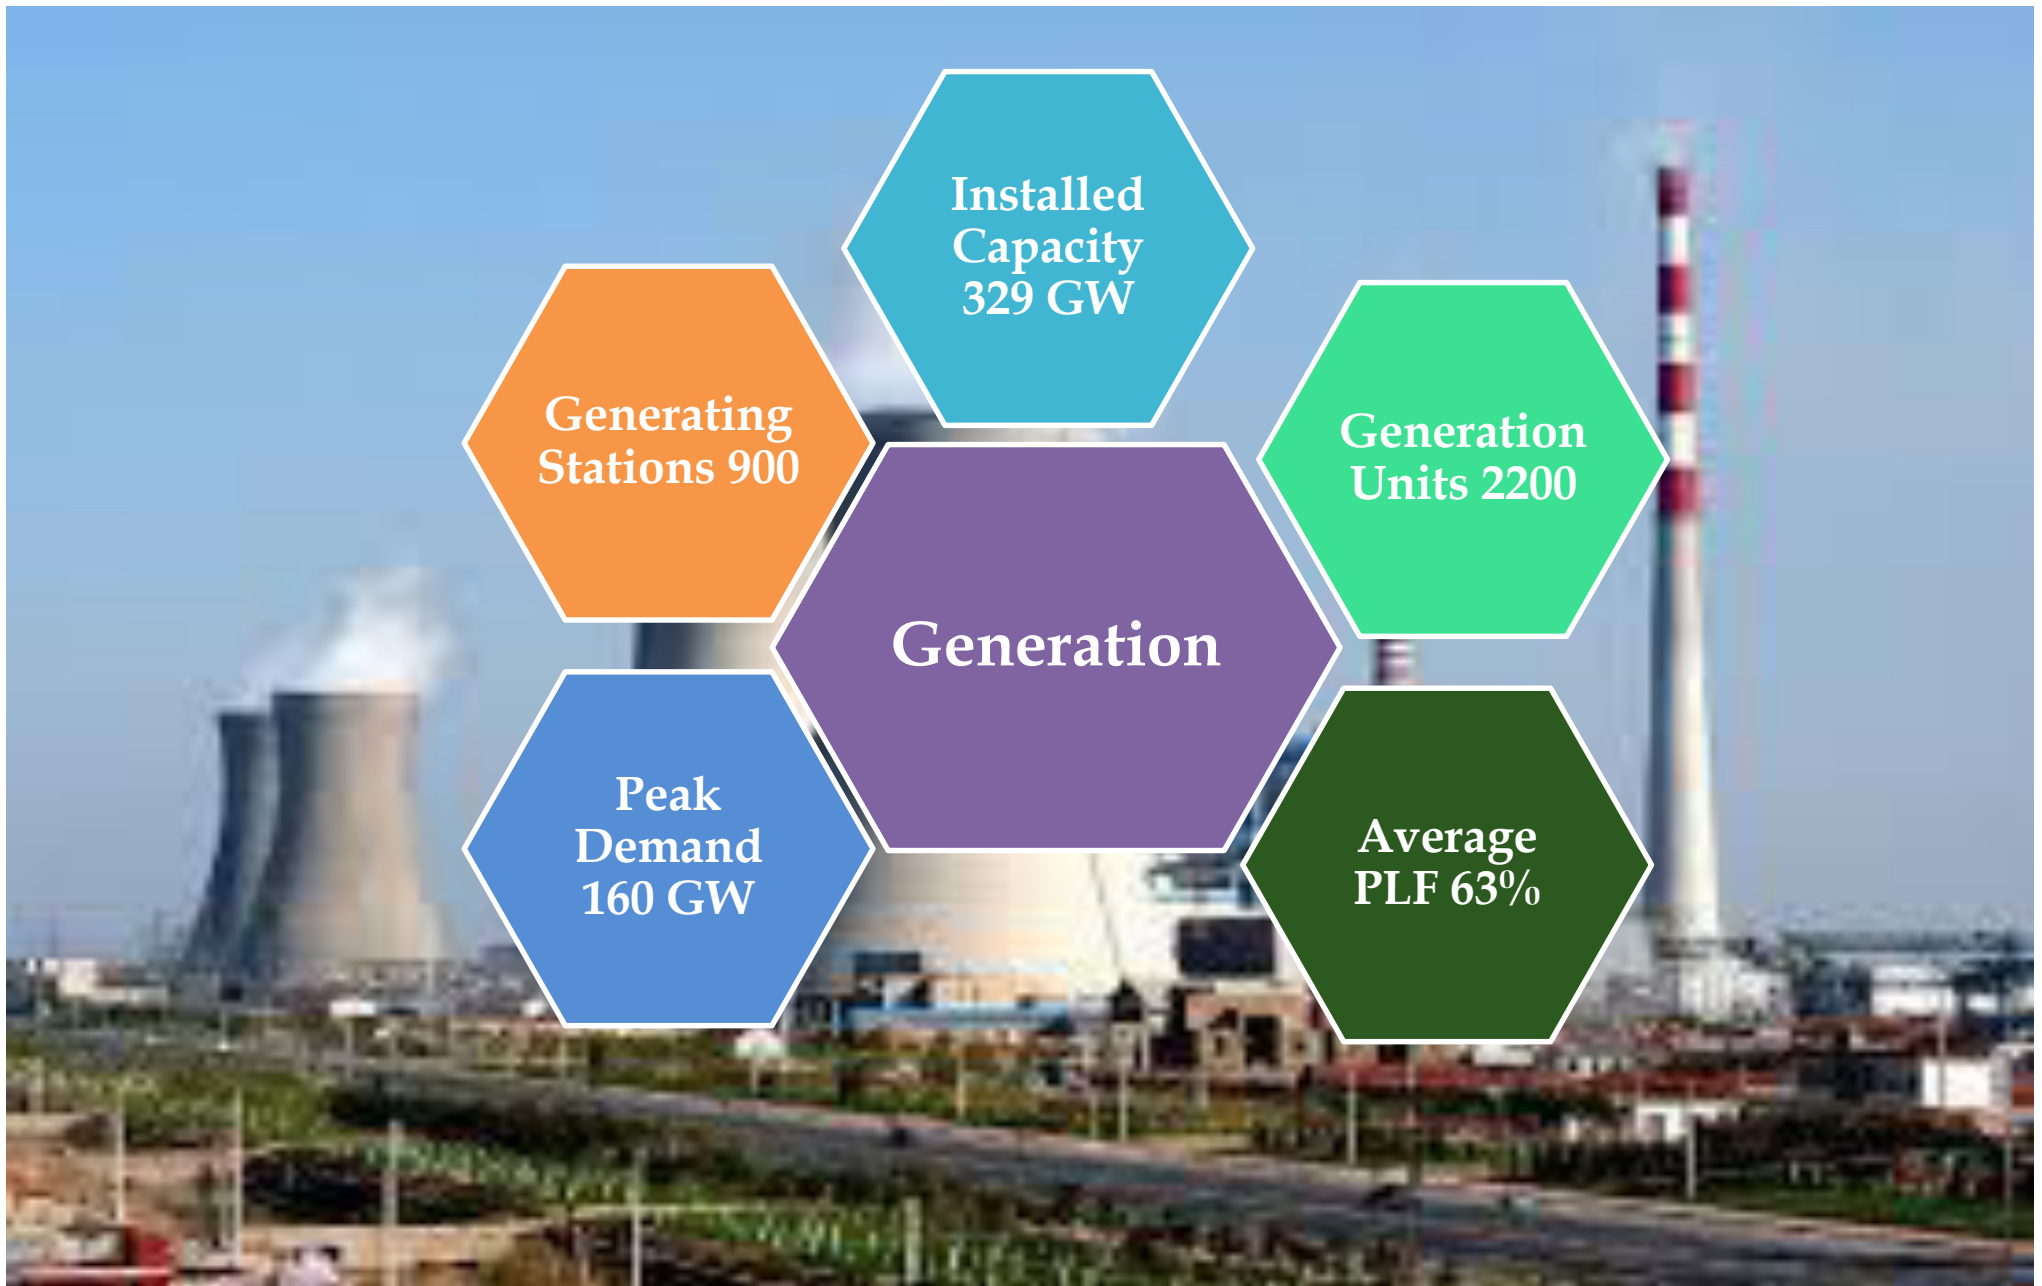 Installed
Capacity
329 GW
Generating
Stations 900
Generation
Units 2200
Generation
Peak
Demand
160 GW
Average
PLF 63%